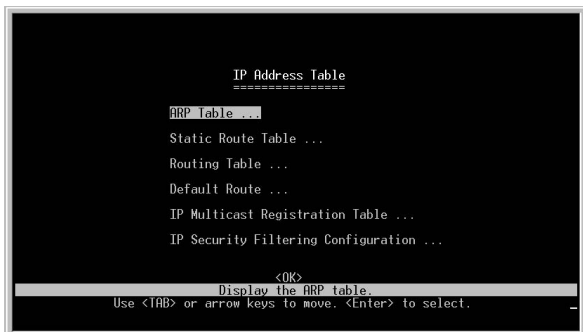 IP Address Table
================
ARP Table ...
Static Route Table ...
Routing Table ...
Default Route ...
IP Multicast Registration Table ...
IP Security Filtering Configuration ...
<OK>
Display the ARP table.
Use <TAB> or arrow keys to move. <Enter> to select.